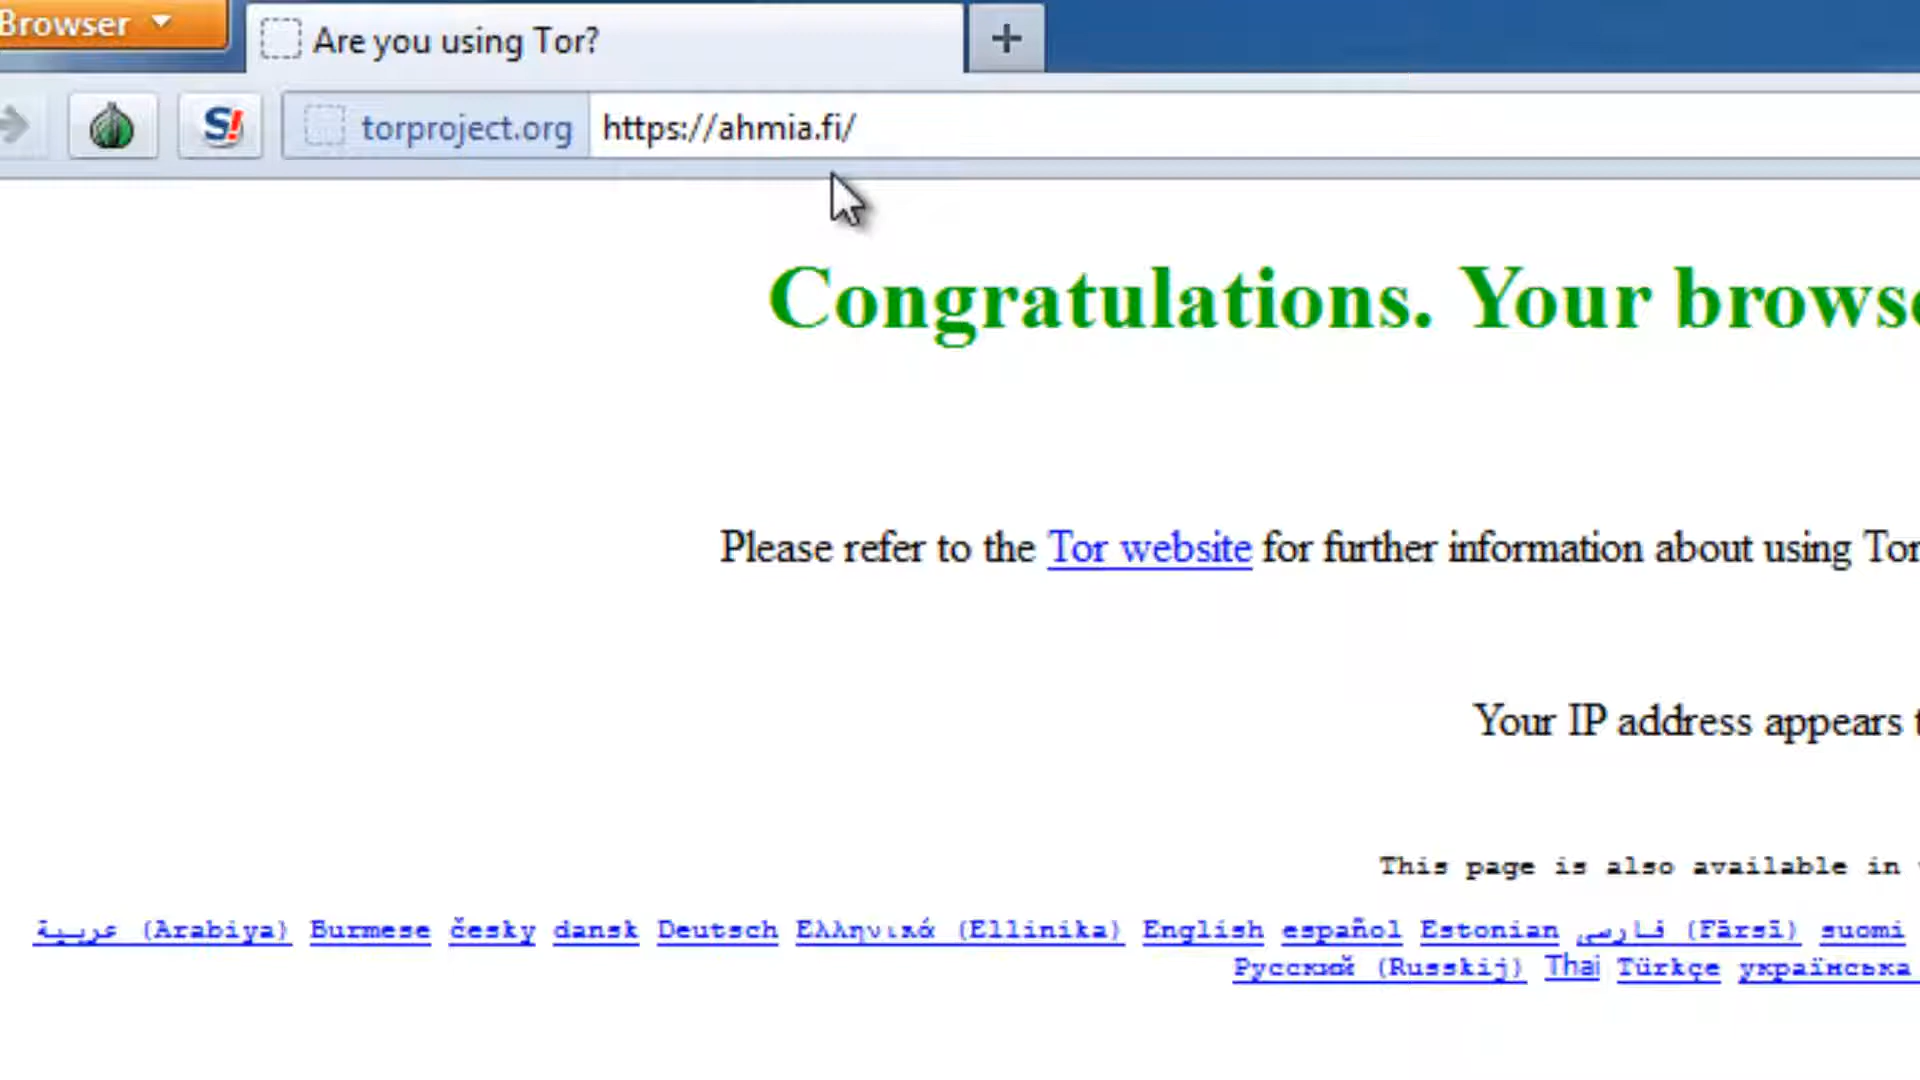 Browser
Are you using Tor?
S!
torproject.org https://ahmia.fi/
Congratulations. Your
Please refer to the Tor website for further information about using Tor
Your IP address appears
This page is also available in
عربية (Arabiya) Burmese česky dansk Deutsch Ελληνικά (Ellinika) English español Estonian فارسی (Fārsī) suomi
Русский (Russkij) Thai Türkçe українська